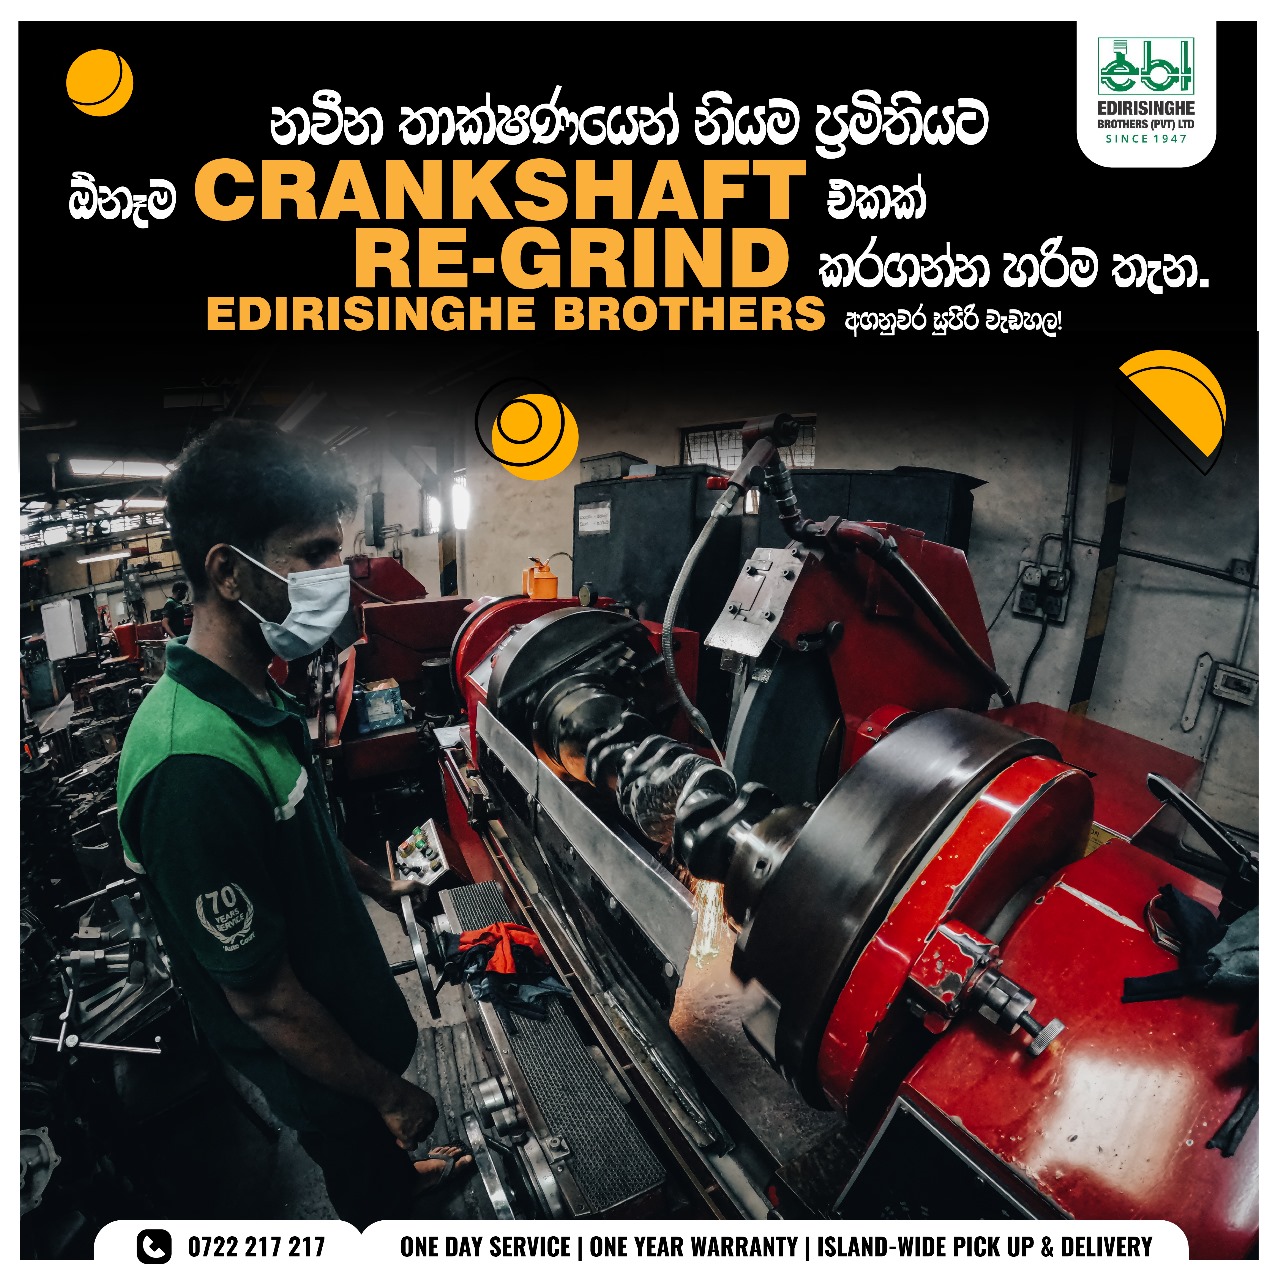 නවීන තාක්ෂණයෙන් නියම ප්‍රමිතියට
ඕනෑම CRANKSHAFT එකක්
RE-GRIND කරගන්න හරිම තැන.
EDIRISINGHE BROTHERS අගනුවර සුපිරි වැඩහල!
ebl
EDIRISINGHE
BROTHERS (PVT) LTD
SINCE 1947
70
YEARS
SERVICE
0722 217 217
ONE DAY SERVICE | ONE YEAR WARRANTY | ISLAND-WIDE PICK UP & DELIVERY